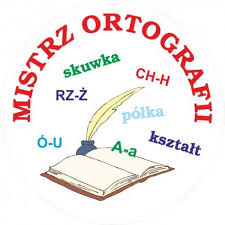 MISTRZ ORTOGRAFII
skuwka
CH-H
RZ-Ż
półka
Ó-U
A-a
kształt